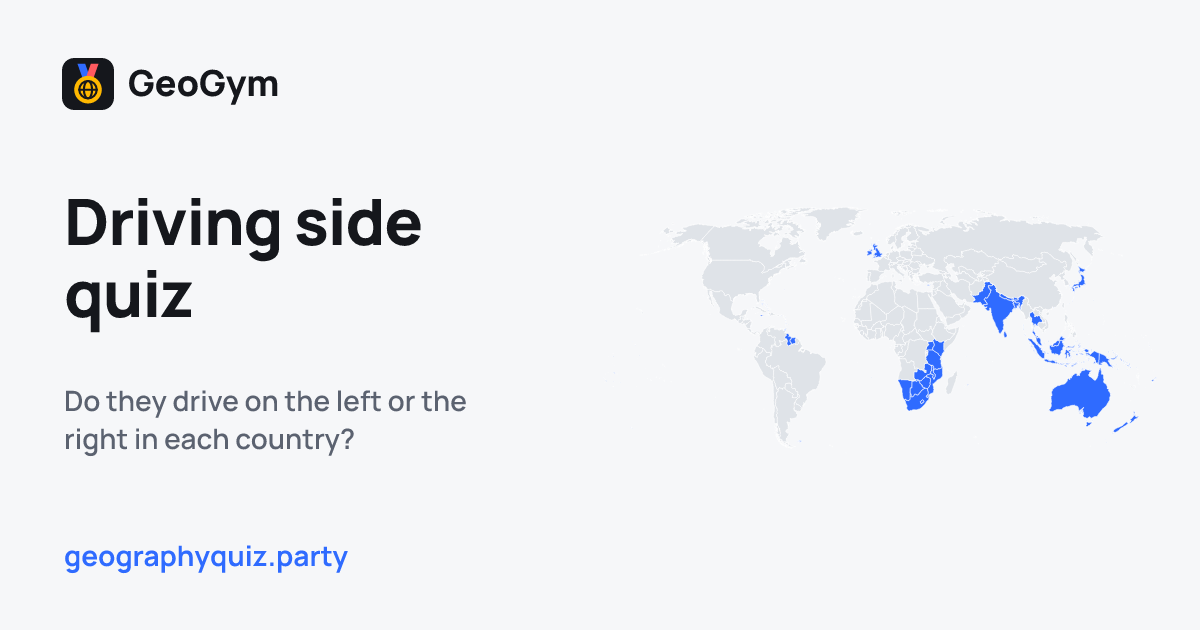 GeoGym
Driving side
quiz
Do they drive on the left or the
right in each country?
geographyquiz.party